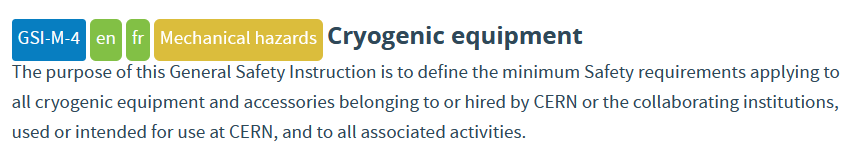 GSI-M-4 en fr Mechanical hazards Cryogenic equipment
The purpose of this General Safety Instruction is to define the minimum Safety requirements applying to
all cryogenic equipment and accessories belonging to or hired by CERN or the collaborating institutions,
used or intended for use at CERN, and to all associated activities.